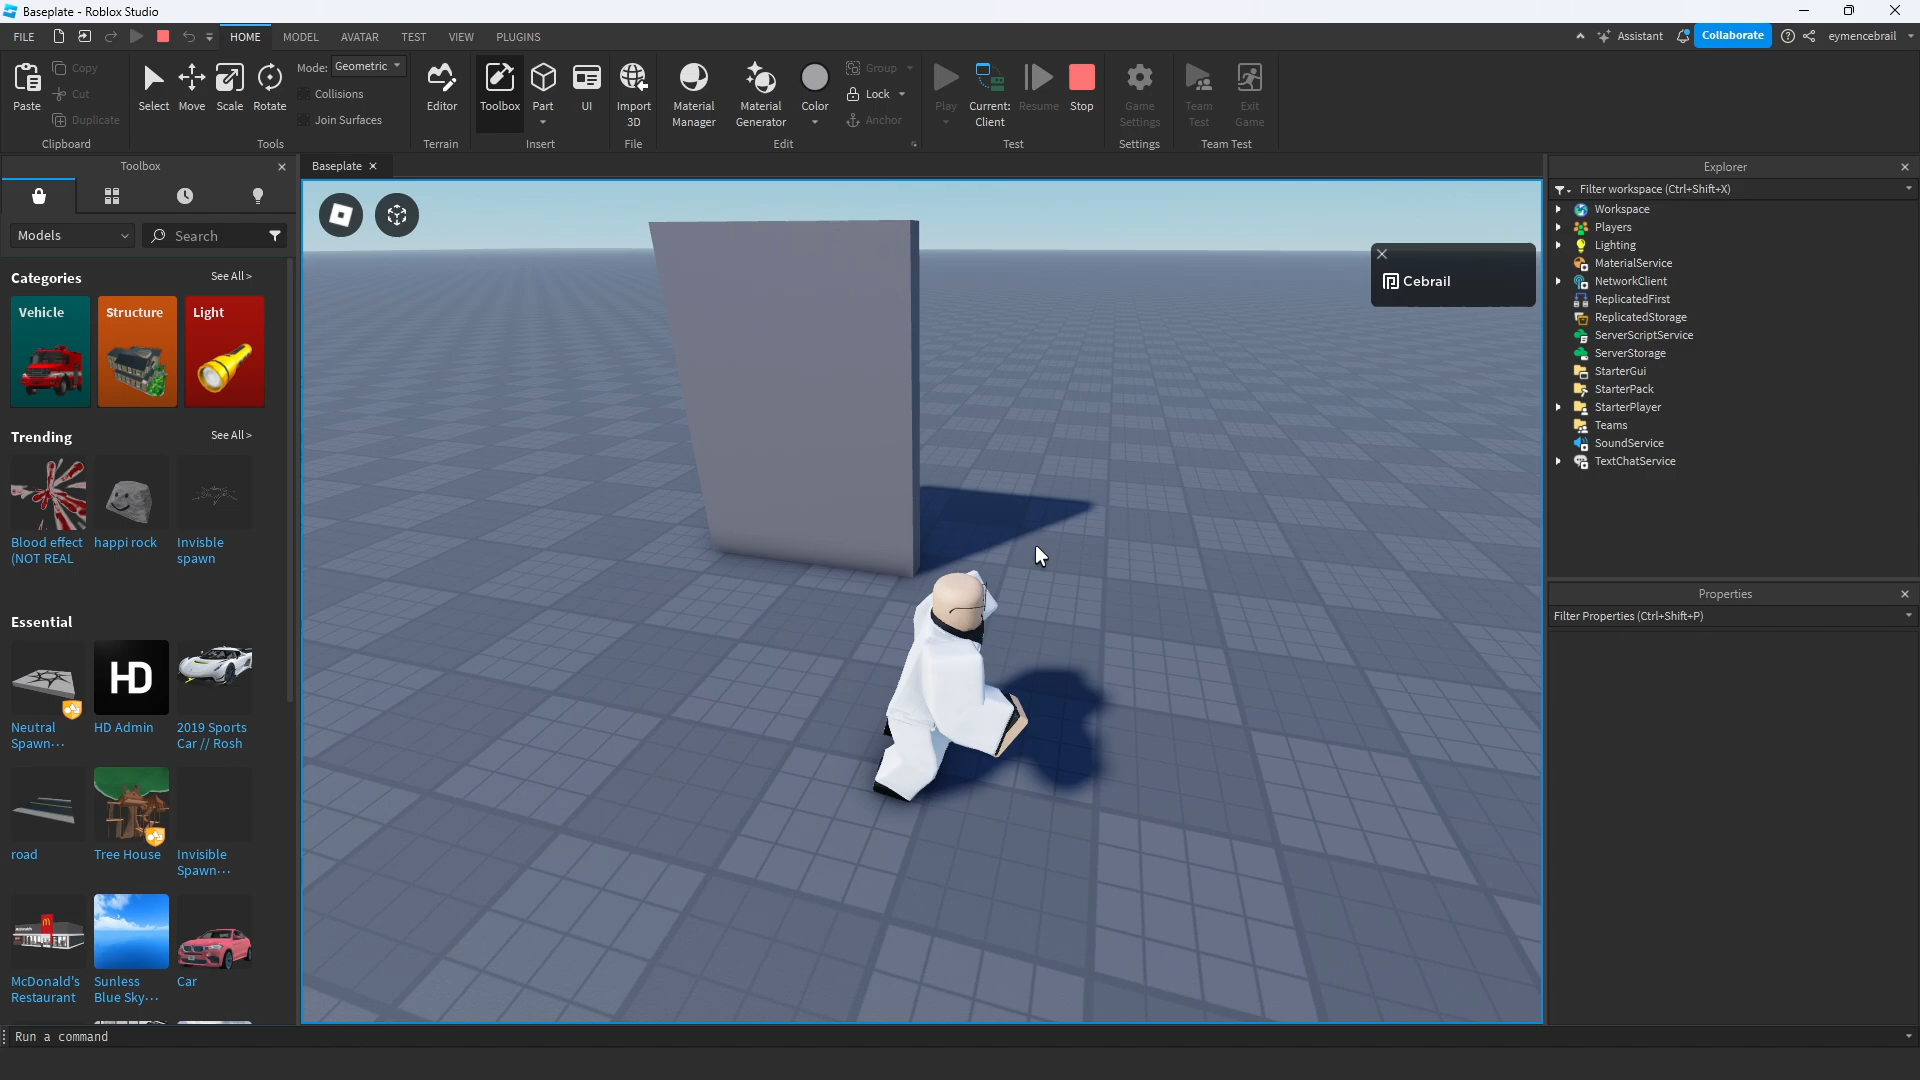 Baseplate - Roblox Studio
FILE HOME MODEL AVATAR TEST VIEW PLUGINS Assistant Collaborate eymencebrail
Paste
Copy
Cut
Duplicate
Clipboard
Select Move Scale Rotate
Mode: Geometric
Collisions
Join Surfaces
Tools
Editor
Terrain
Toolbox Part UI
Insert
Import
3D
File
Material
Manager
Material
Generator
Color
Group
Lock
Anchor
Edit
Play
Current:
Client
Resume Stop
Test
Game
Settings
Settings
Team
Test
Exit
Game
Team Test
Toolbox
Models Search
Categories See All >
Vehicle Structure Light
Trending See All >
Blood effect
(NOT REAL
happi rock
Invisble
spawn
Essential
HD
Neutral
Spawn...
HD Admin
2019 Sports
Car // Rosh
road
Tree House
Invisible
Spawn...
McDonald's
Restaurant
Sunless
Blue Sky...
Car
Baseplate
Cebrail
Explorer
Filter workspace (Ctrl+Shift+X)
Workspace
Players
Lighting
MaterialService
NetworkClient
ReplicatedFirst
ReplicatedStorage
ServerScriptService
ServerStorage
StarterGui
StarterPack
StarterPlayer
Teams
SoundService
TextChatService
Properties
Filter Properties (Ctrl+Shift+P)
Run a command